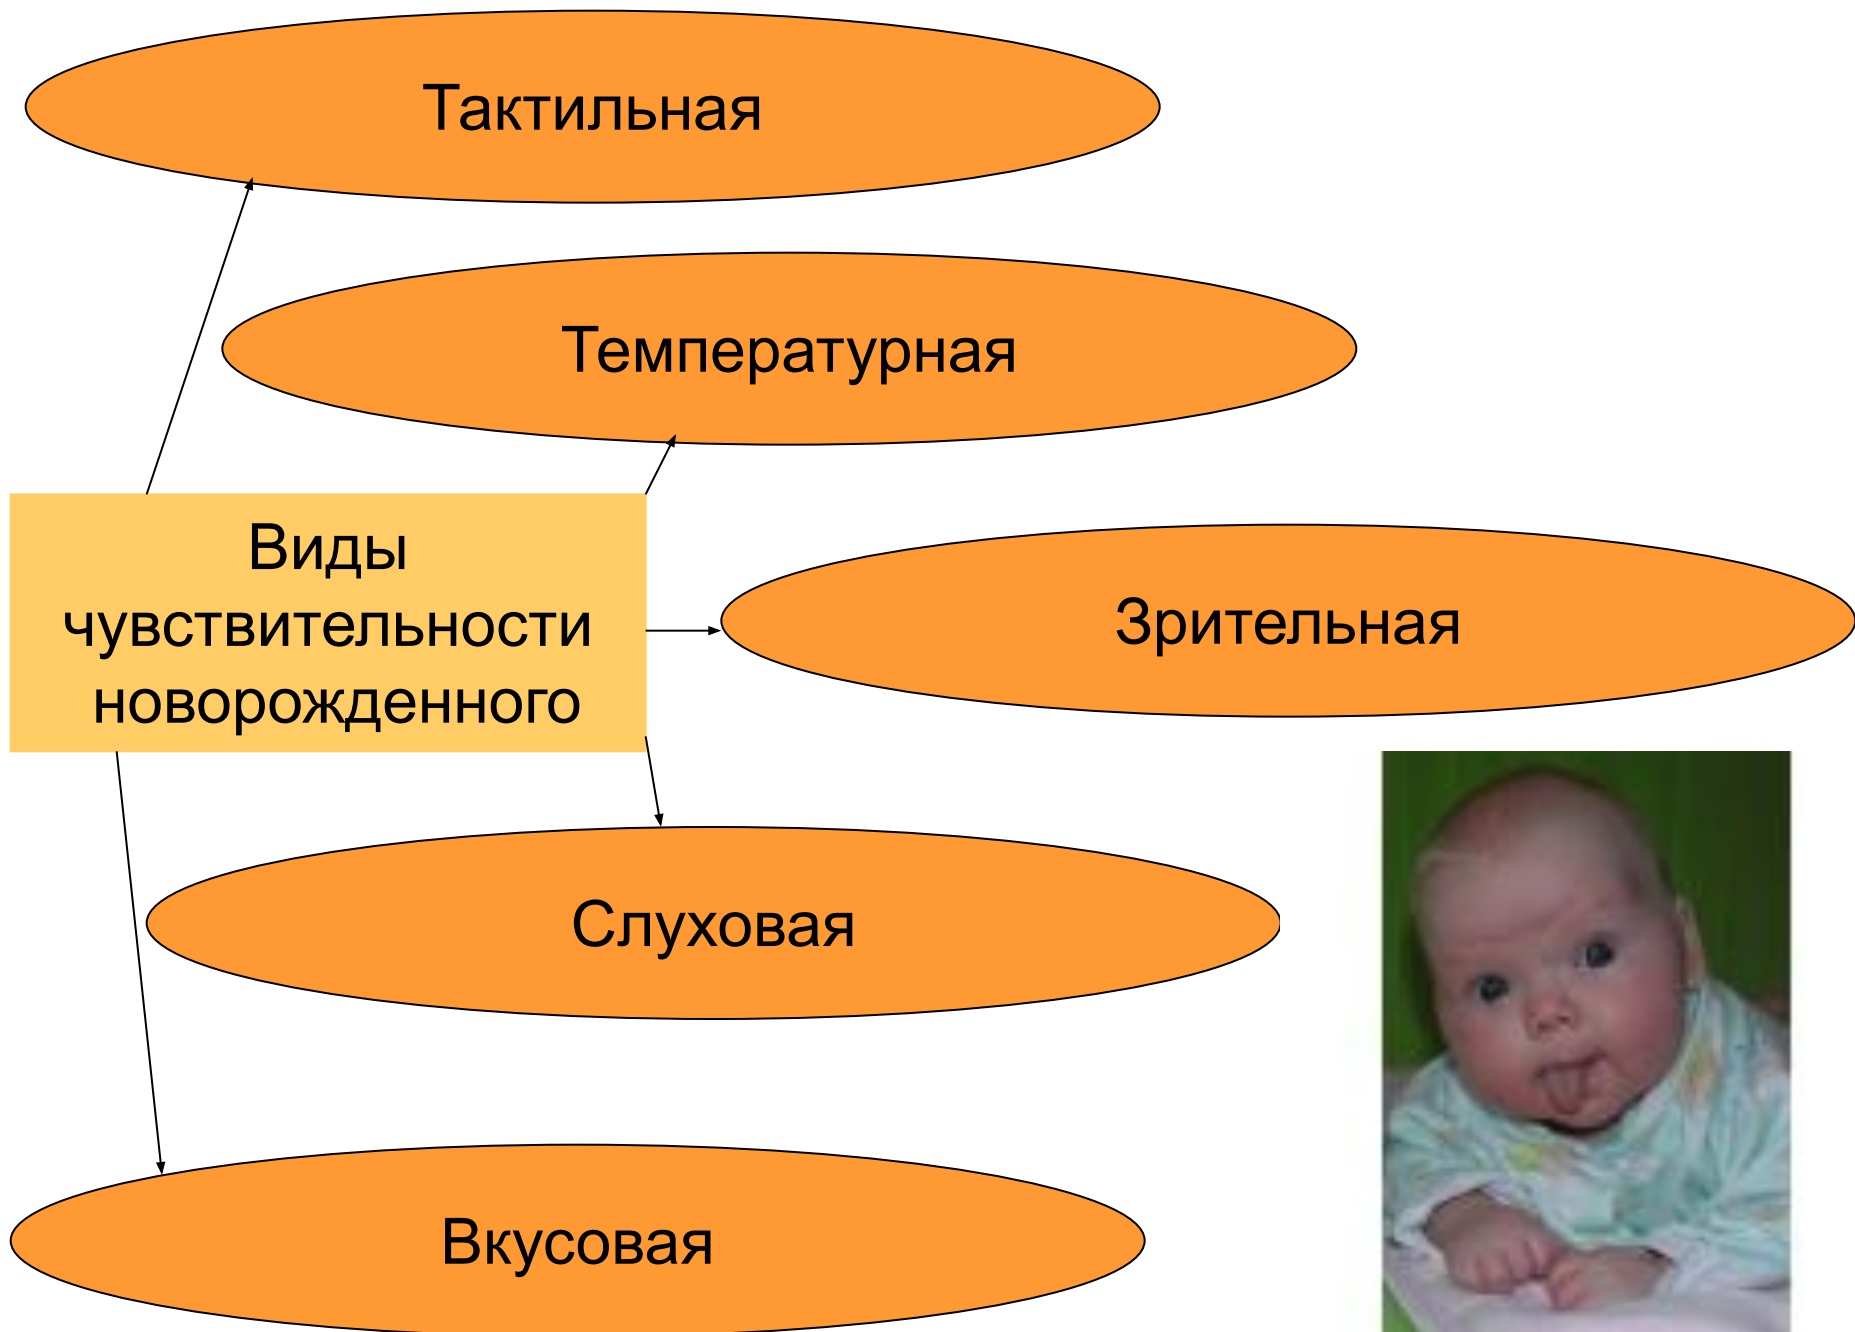 Тактильная
Температурная
Виды
чувствительности
новорожденного
Зрительная
Слуховая
Вкусовая